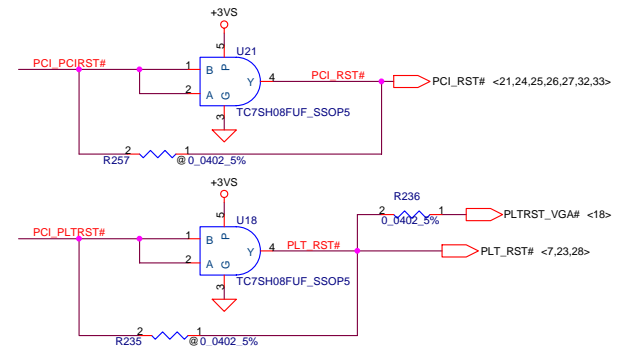 +3VS
5
U21
PCI_PCIRST#
1
B
P
Y
4
PCI_RST#
PCI_RST# <21,24,25,26,27,32,33>
2
A
G
3
TC7SH08FUF_SSOP5
2
1
R257
@0_0402_5%
+3VS
R236
5
2
1
PLTRST_VGA# <18>
U18
0_0402_5%
PCI_PLTRST#
1
B
P
Y
4
PLT_RST#
PLT_RST# <7,23,28>
2
A
G
3
TC7SH08FUF_SSOP5
2
1
R235
@0_0402_5%